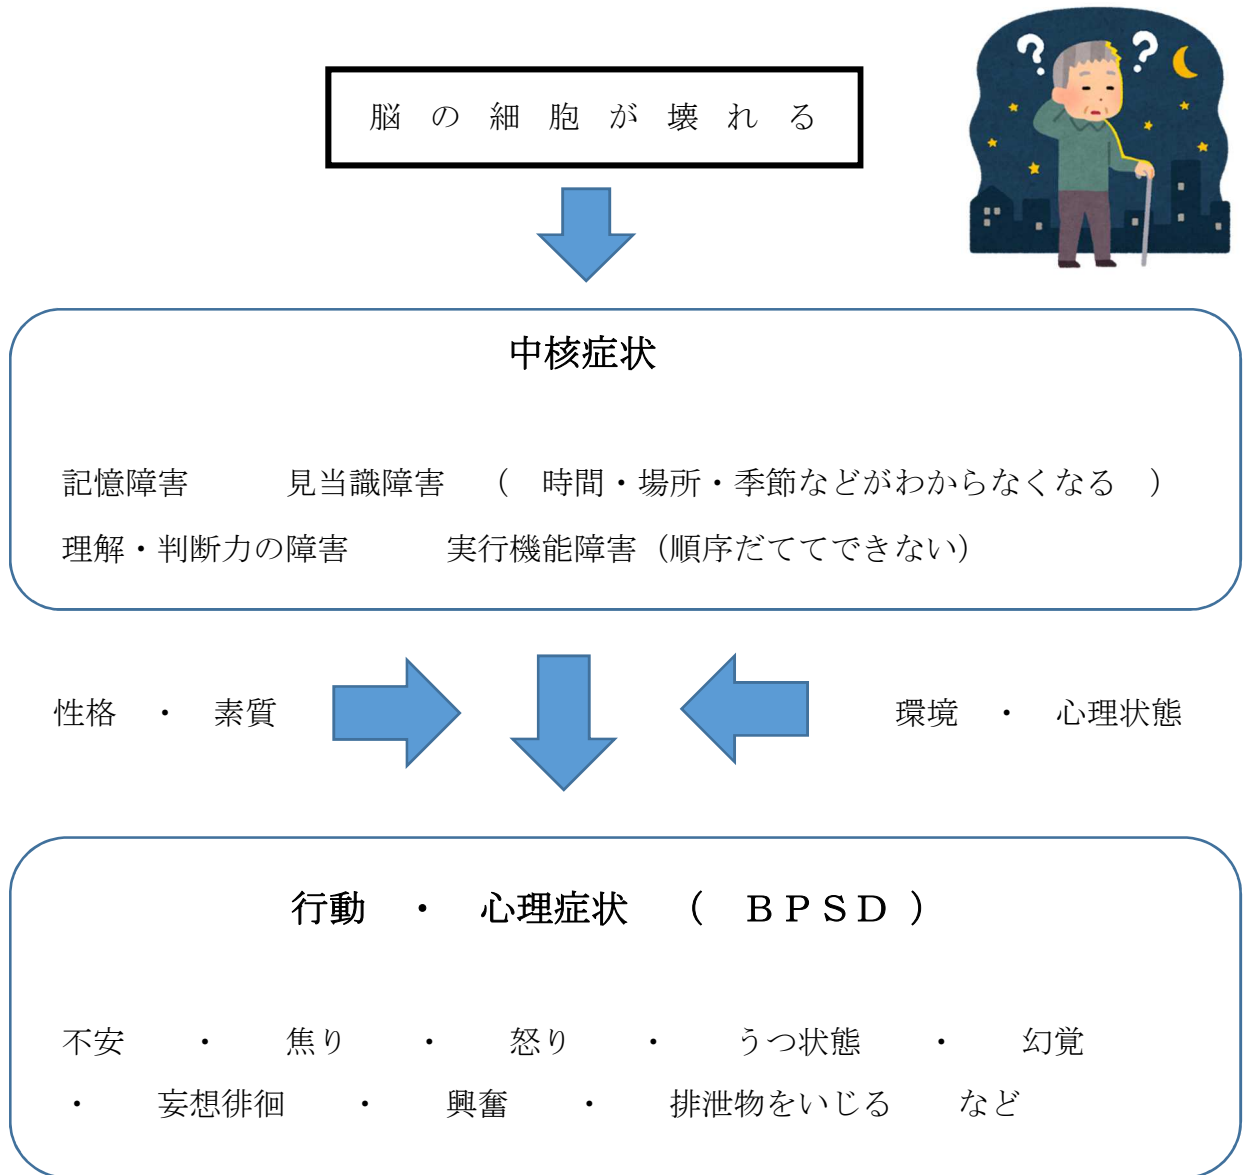 脳の細胞が壊れる
? ?
中核症状
記憶障害　　　見当識障害　（　時間・場所・季節などがわからなくなる　）
理解・判断力の障害　　　実行機能障害（順序だててできない）
性格　・　素質　　　環境　・　心理状態
行動　・　心理症状　（　ＢＰＳＤ　）
不安　　・　　焦り　　・　　怒り　　・　　うつ状態　　・　　幻覚
・　　妄想徘徊　　・　　興奮　　・　　排泄物をいじる　　など